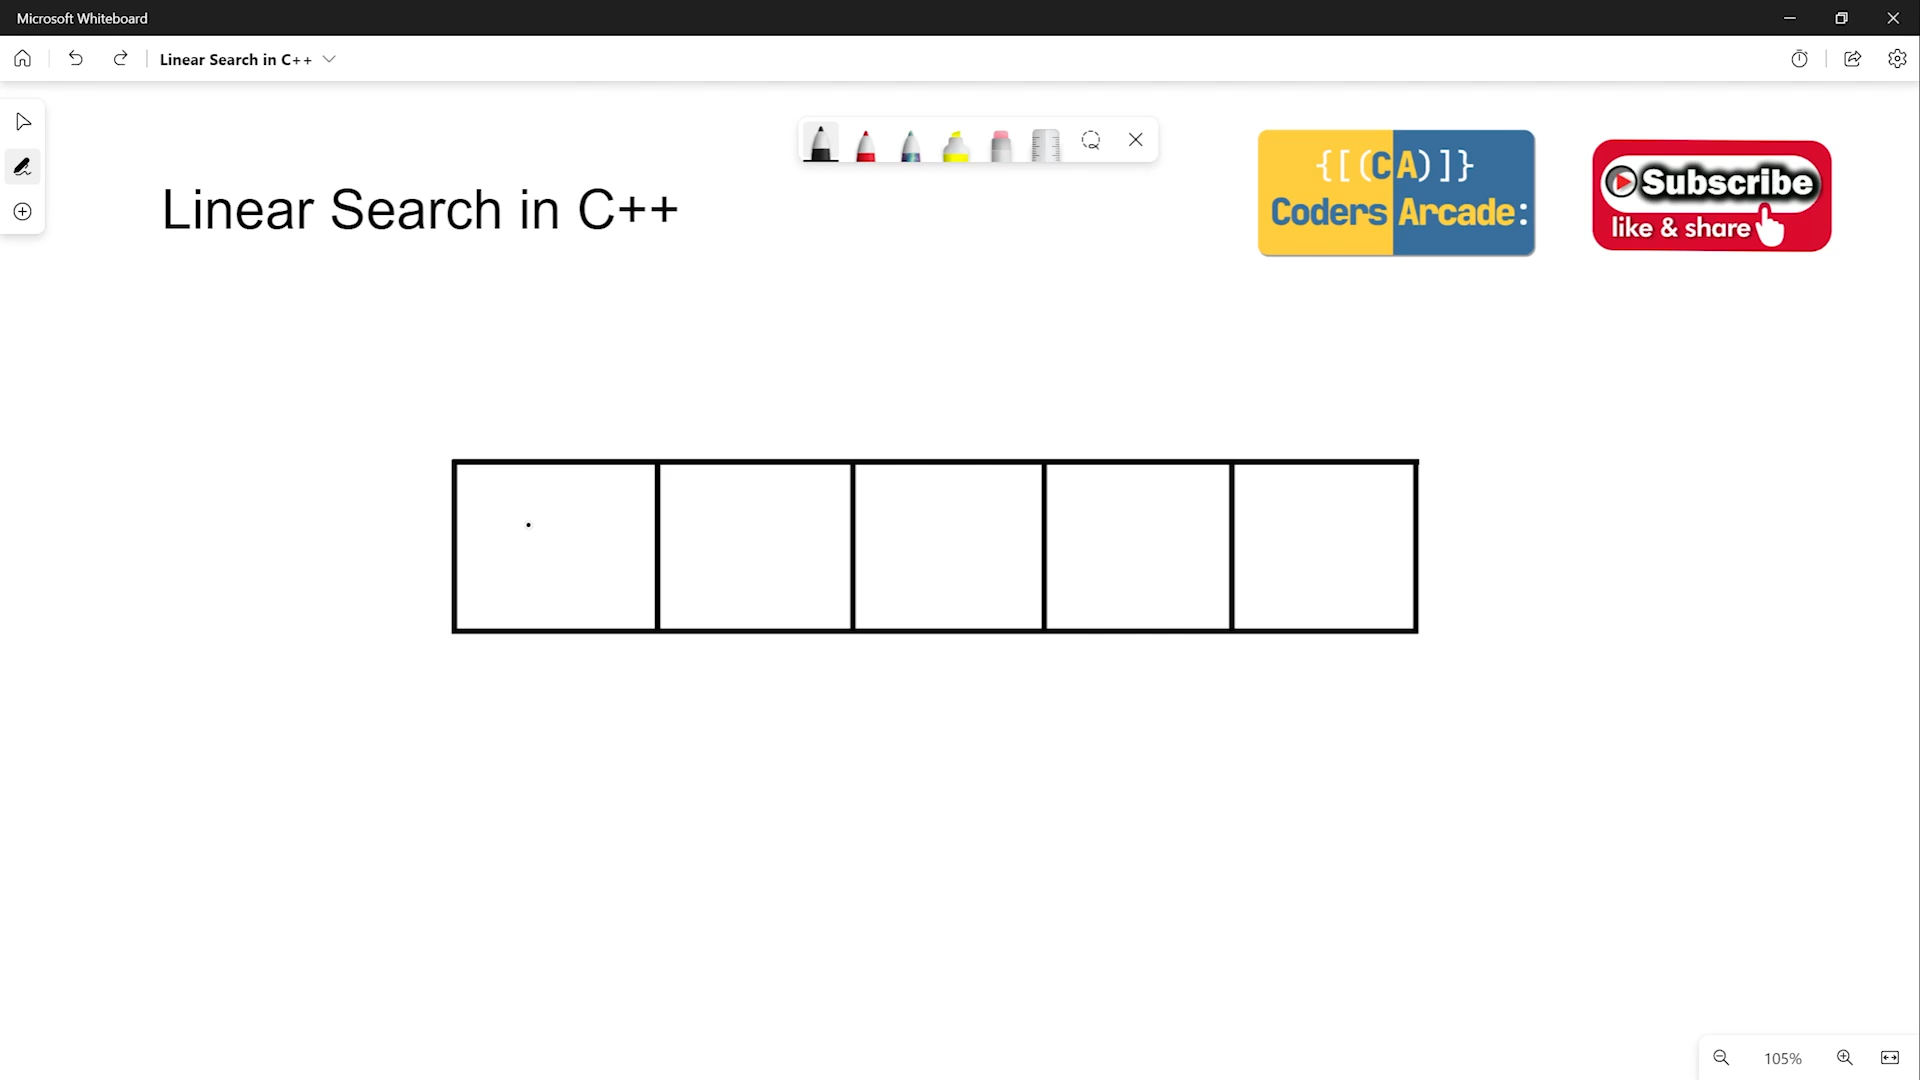 Microsoft Whiteboard
Linear Search in C++
Linear Search in C++
{[(CA)]}
Coders Arcade:
Subscribe
like & share
105%